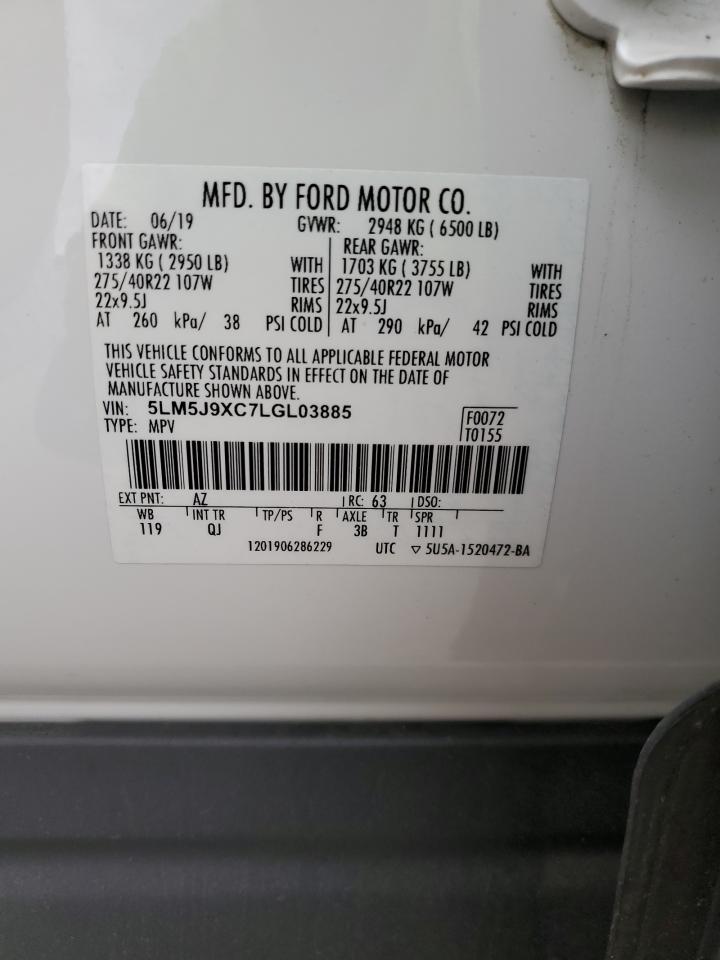 MFD. BY FORD MOTOR CO.
DATE: 06/19 GVWR: 2948 KG ( 6500 LB)
FRONT GAWR: REAR GAWR:
1338 KG ( 2950 LB) WITH 1703 KG ( 3755 LB) WITH
275/40R22 107W TIRES 275/40R22 107W TIRES
22x9.5J RIMS 22x9.5J RIMS
AT 260 kPa/ 38 PSI COLD AT 290 kPa/ 42 PSI COLD
THIS VEHICLE CONFORMS TO ALL APPLICABLE FEDERAL MOTOR
VEHICLE SAFETY STANDARDS IN EFFECT ON THE DATE OF
MANUFACTURE SHOWN ABOVE.
VIN: 5LM5J9XC7LGL03885 F0072
TYPE: MPV T0155
EXT PNT: AZ RC: 63 DSO:
WB INT TR TP/PS R AXLE TR SPR
119 QJ F 3B T 1111
1201906286229 UTC ▽ 5U5A-1520472-BA